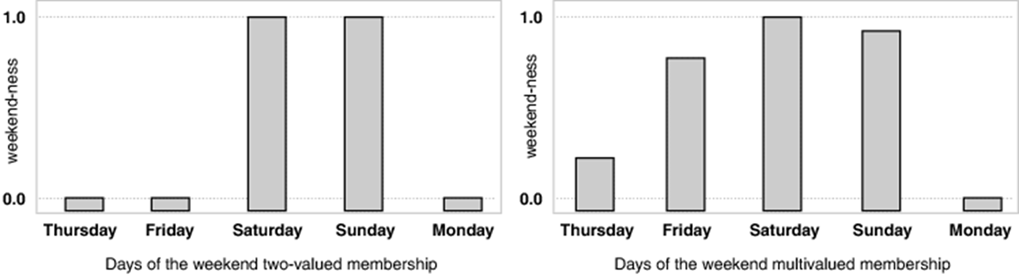 1.0
weekend-ness
0.0
Thursday Friday Saturday Sunday Monday
Days of the weekend two-valued membership
1.0
weekend-ness
0.0
Thursday Friday Saturday Sunday Monday
Days of the weekend multivalued membership